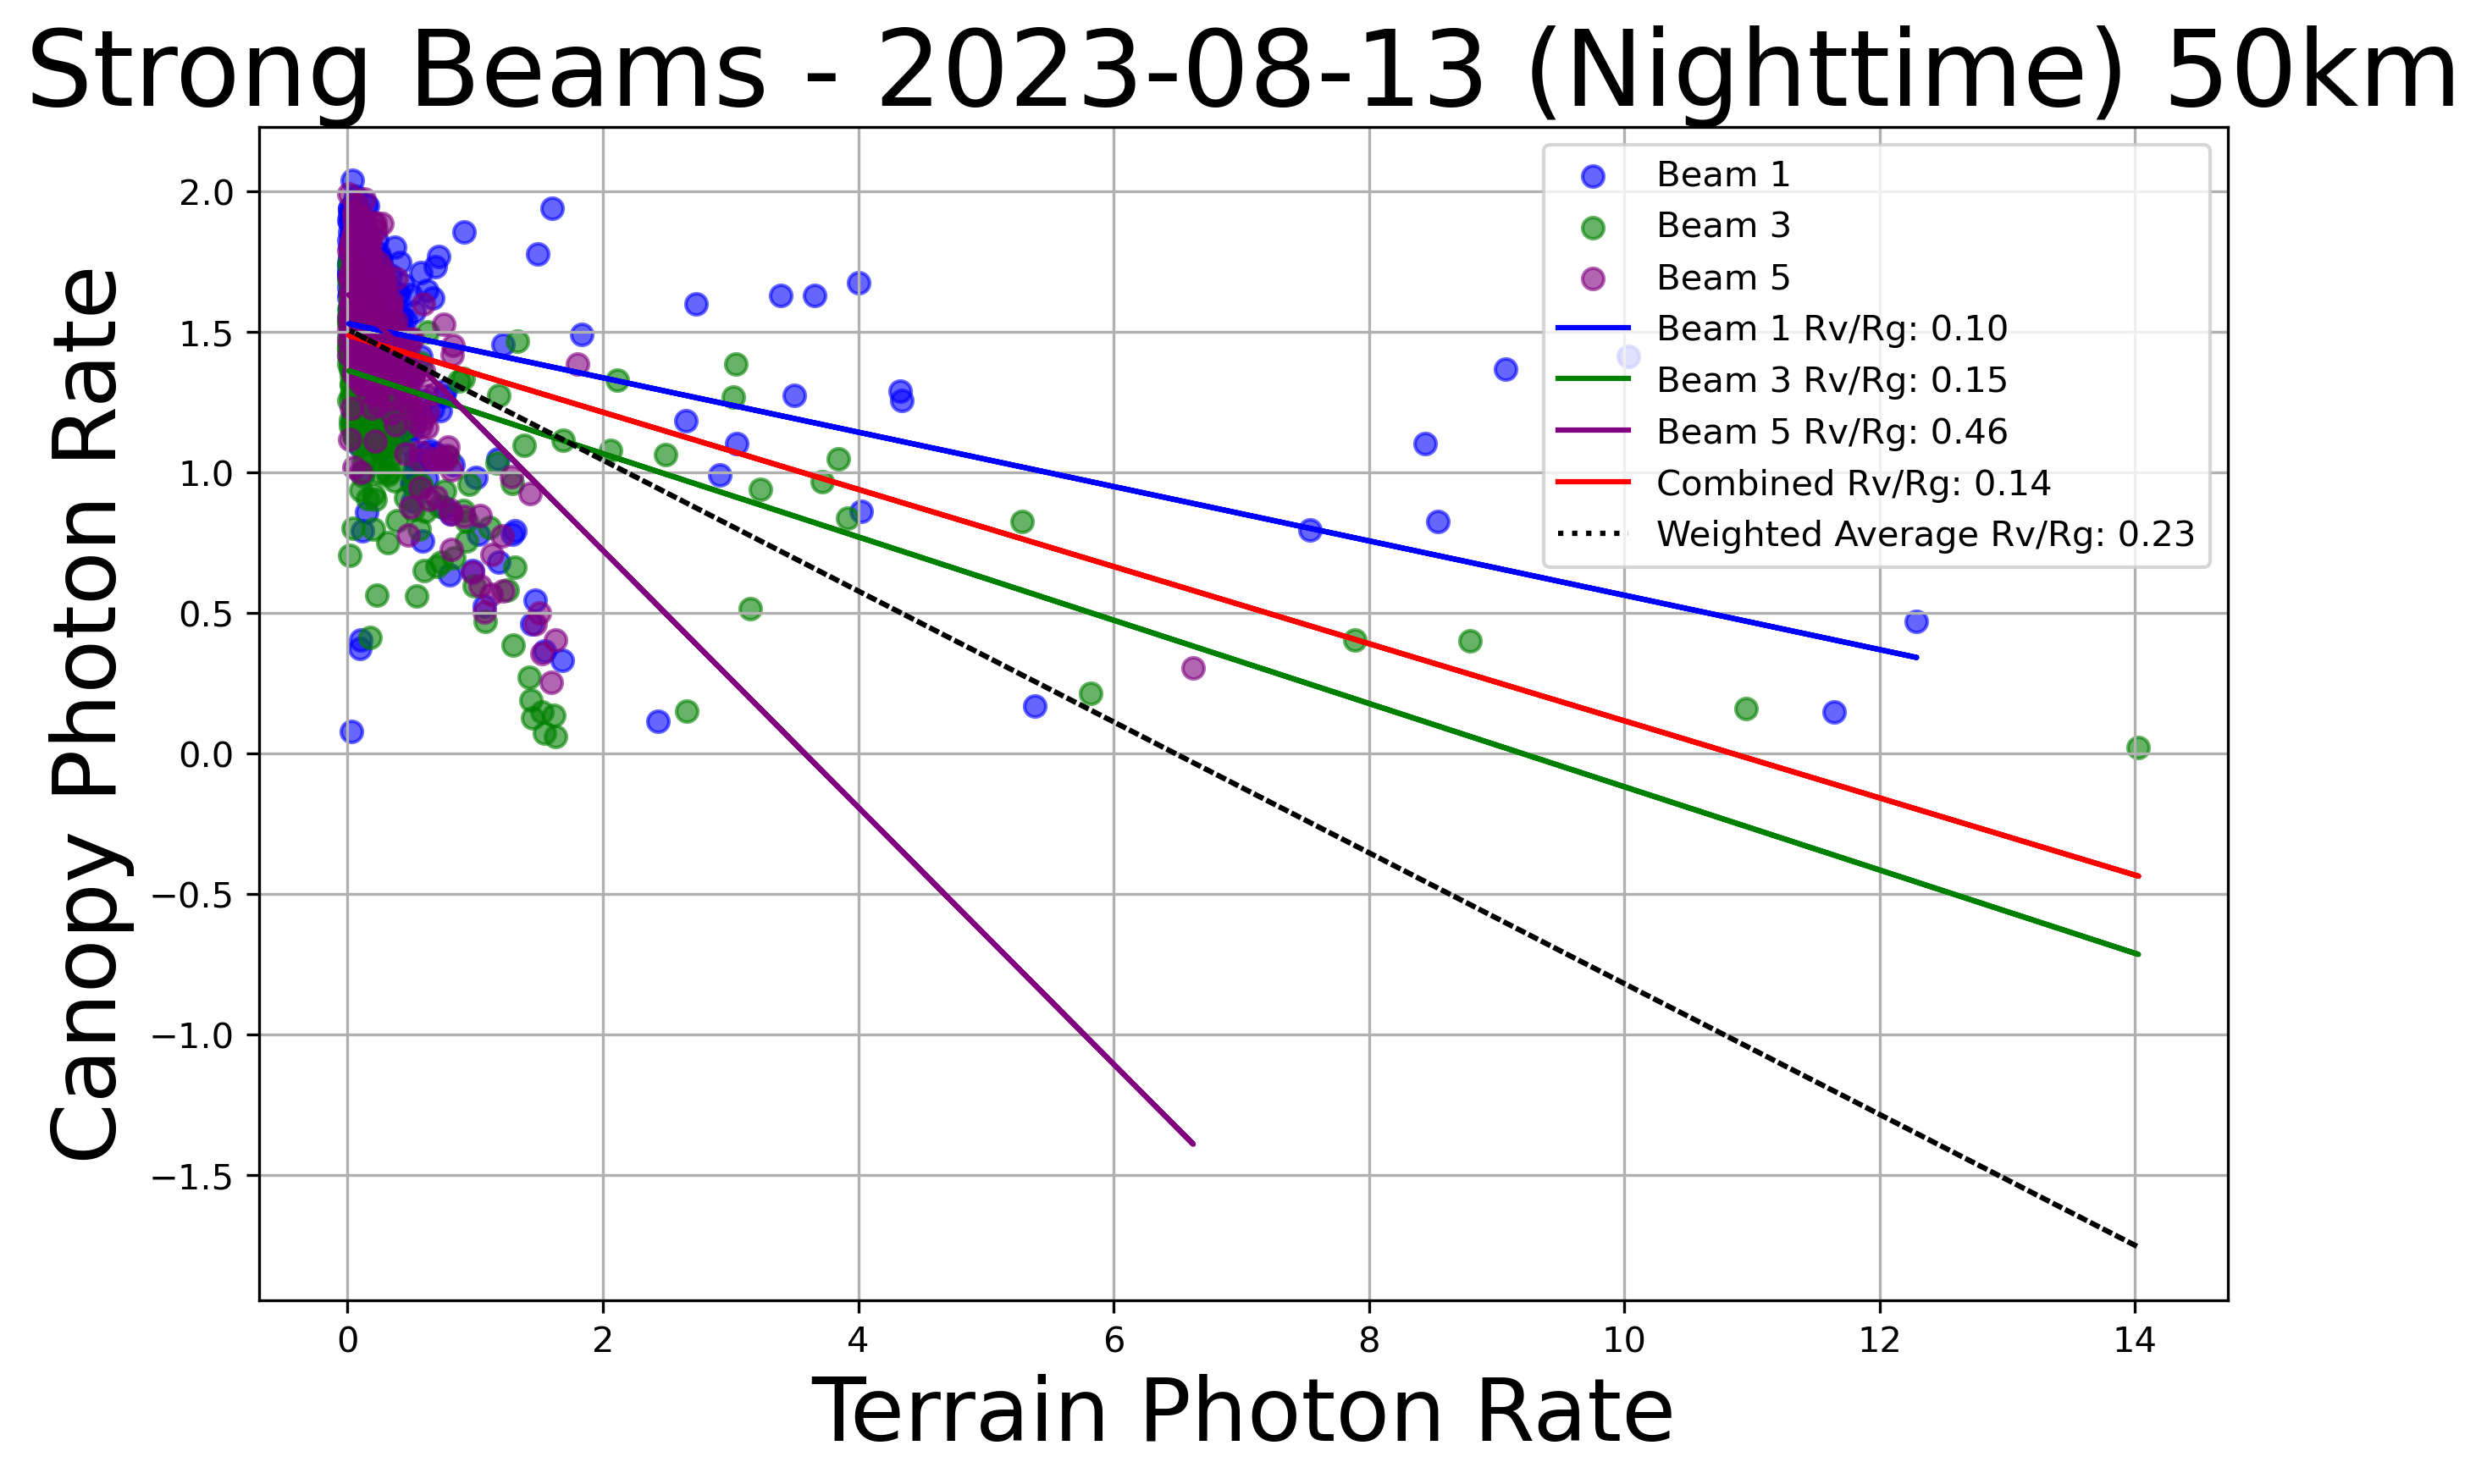 Strong Beams - 2023-08-13 (Nighttime) 50km
Canopy Photon Rate
2.0
1.5
1.0
0.5
0.0
−0.5
−1.0
−1.5
Beam 1
Beam 3
Beam 5
Beam 1 Rv/Rg: 0.10
Beam 3 Rv/Rg: 0.15
Beam 5 Rv/Rg: 0.46
Combined Rv/Rg: 0.14
Weighted Average Rv/Rg: 0.23
0 2 4 6 8 10 12 14
Terrain Photon Rate